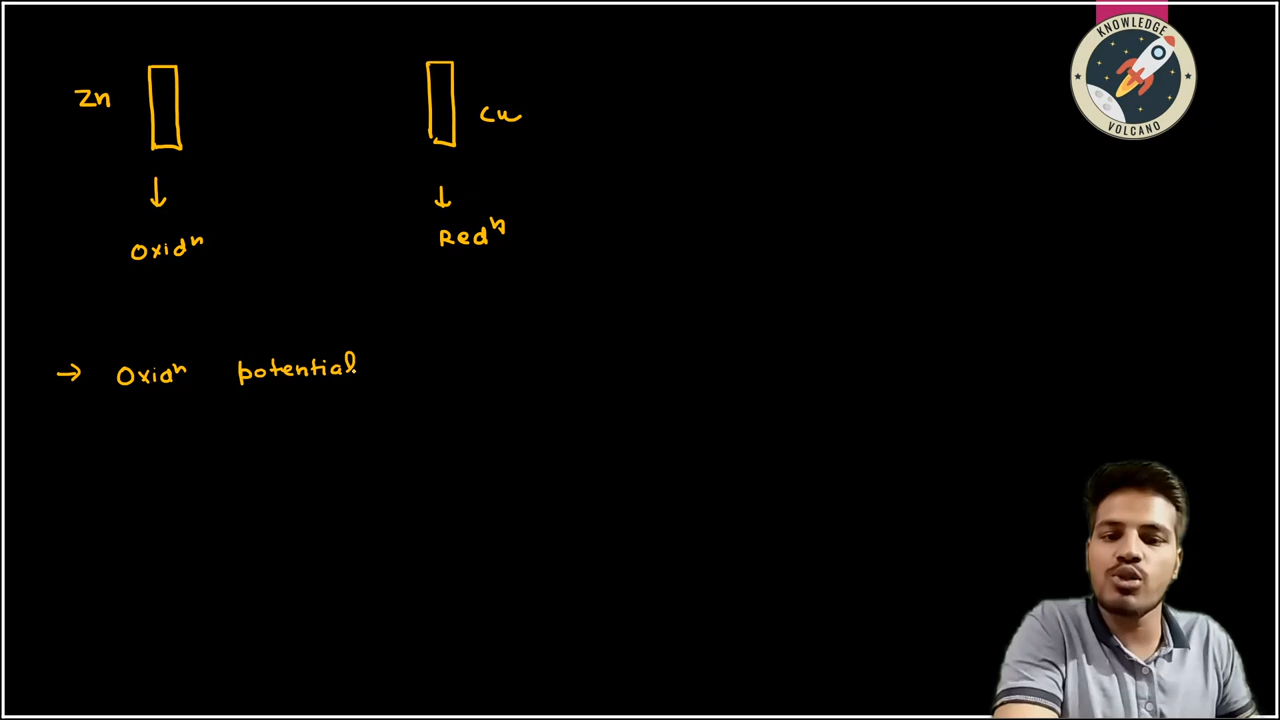 KNOWLEDGE
VOLCANO
Zn
Cu
Oxidⁿ
Redⁿ
→ Oxidⁿ potential